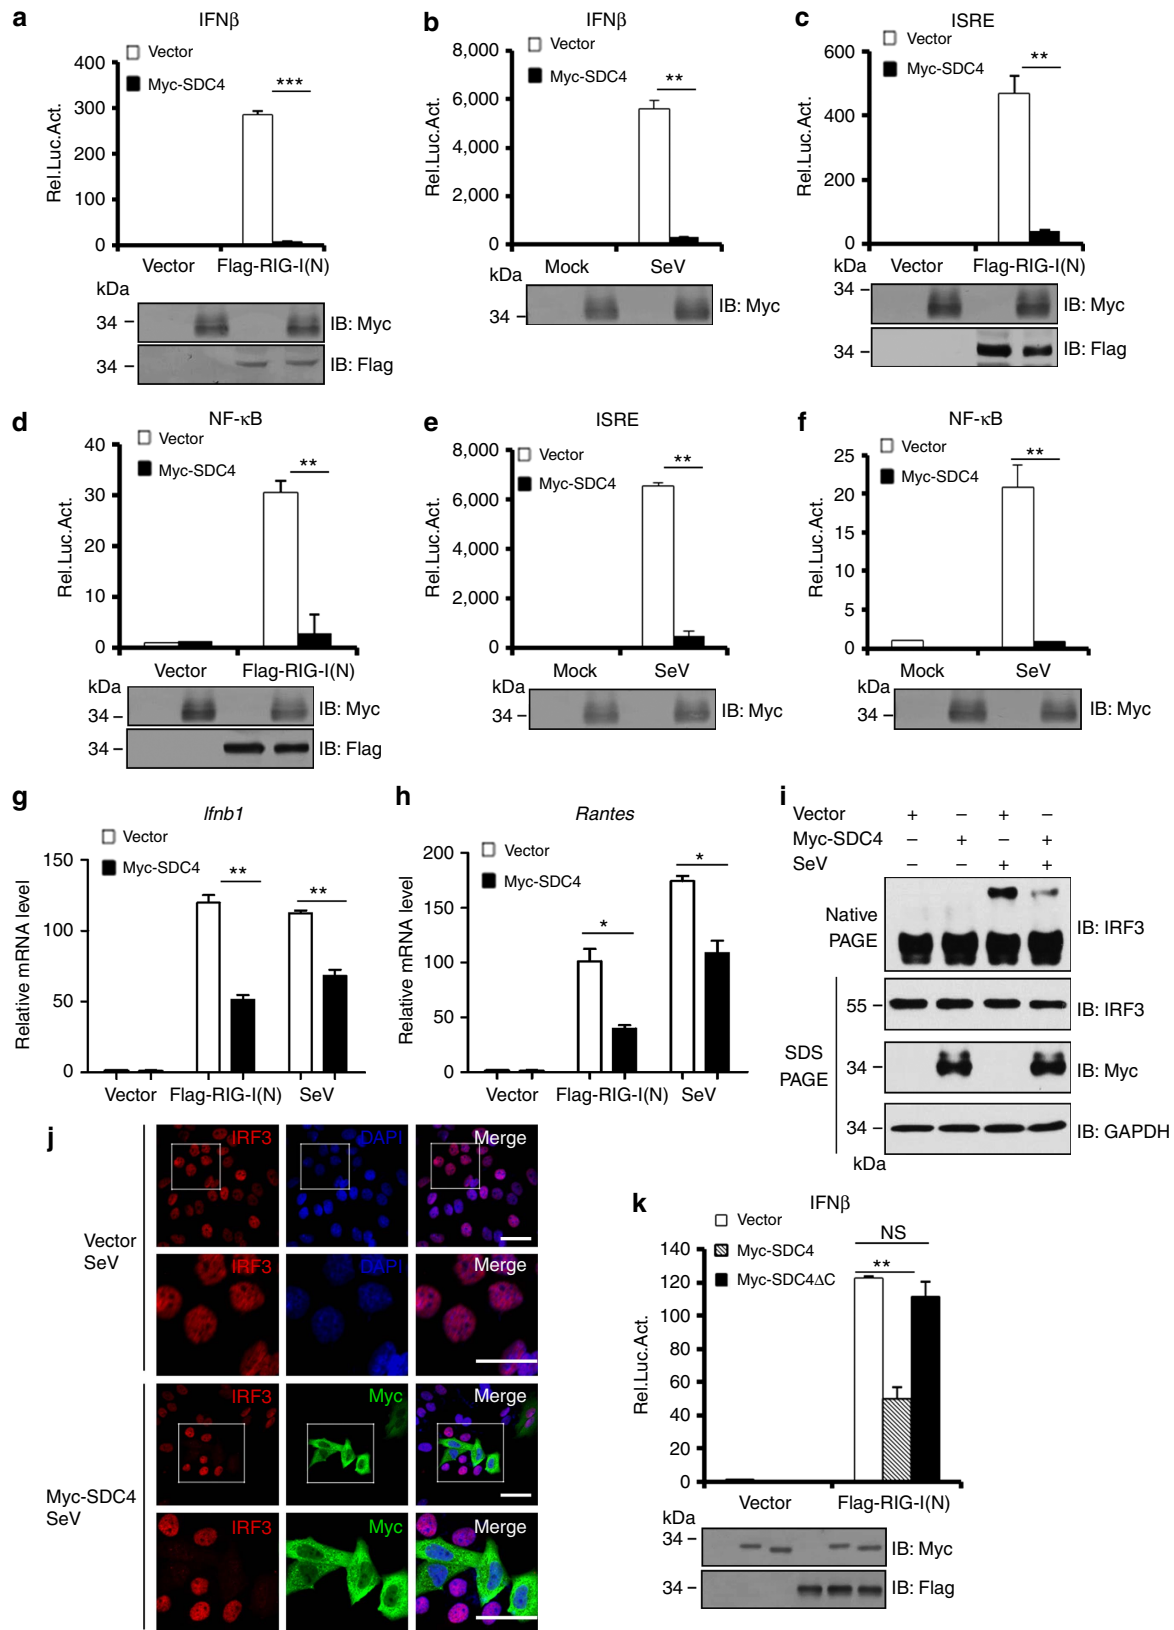 a
IFNβ
Vector
Myc-SDC4
***
400
300
200
100
0
Rel.Luc.Act.
Vector Flag-RIG-I(N)
kDa
34
IB: Myc
34
IB: Flag
b
IFNβ
Vector
Myc-SDC4
**
8,000
6,000
4,000
2,000
0
Rel.Luc.Act.
Mock SeV
kDa
34
IB: Myc
c
ISRE
Vector
Myc-SDC4
**
600
400
200
0
Rel.Luc.Act.
Vector Flag-RIG-I(N)
kDa
34
IB: Myc
34
IB: Flag
d
NF-κB
Vector
Myc-SDC4
**
40
30
20
10
0
Rel.Luc.Act.
Vector Flag-RIG-I(N)
kDa
34
IB: Myc
34
IB: Flag
e
ISRE
Vector
Myc-SDC4
**
8,000
6,000
4,000
2,000
0
Rel.Luc.Act.
Mock SeV
kDa
34
IB: Myc
f
NF-κB
Vector
Myc-SDC4
**
25
20
15
10
5
0
Rel.Luc.Act.
Mock SeV
kDa
34
IB: Myc
g
Ifnb1
Vector
Myc-SDC4
** **
150
100
50
0
Relative mRNA level
Vector Flag-RIG-I(N) SeV
h
Rantes
Vector
Myc-SDC4
* *
200
150
100
50
0
Relative mRNA level
Vector Flag-RIG-I(N) SeV
i
Vector + – + –
Myc-SDC4 – + – +
SeV – – + +
Native PAGE
IB: IRF3
SDS PAGE
55
IB: IRF3
34
IB: Myc
34
IB: GAPDH
kDa
j
Vector SeV
IRF3 DAPI Merge
IRF3 DAPI Merge
Myc-SDC4 SeV
IRF3 Myc Merge
IRF3 Myc Merge
k
IFNβ
Vector
Myc-SDC4
Myc-SDC4ΔC
NS
**
140
120
100
80
60
40
20
0
Rel.Luc.Act.
Vector Flag-RIG-I(N)
kDa
34
IB: Myc
34
IB: Flag